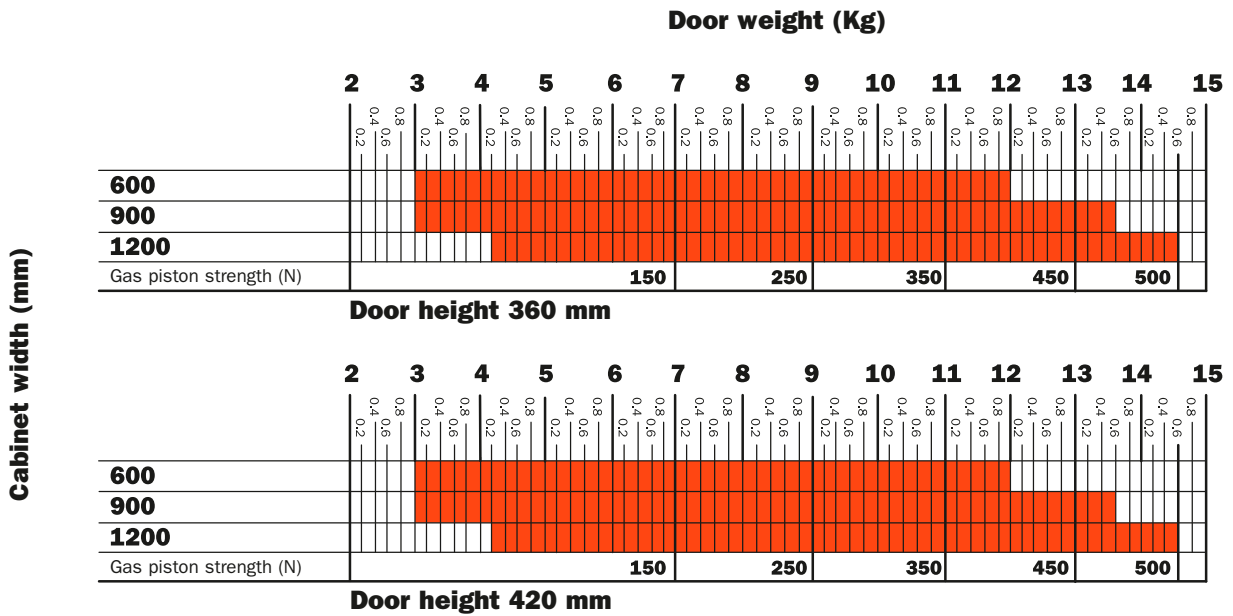 Door weight (Kg)
2 3 4 5 6 7 8 9 10 11 12 13 14 15
0.2 0.4 0.6 0.8 0.2 0.4 0.6 0.8 0.2 0.4 0.6 0.8 0.2 0.4 0.6 0.8 0.2 0.4 0.6 0.8 0.2 0.4 0.6 0.8 0.2 0.4 0.6 0.8 0.2 0.4 0.6 0.8 0.2 0.4 0.6 0.8 0.2 0.4 0.6 0.8 0.2 0.4 0.6 0.8 0.2 0.4 0.6 0.8 0.2 0.4 0.6 0.8
600
900
1200
Gas piston strength (N) 150 250 350 450 500
Door height 360 mm
Cabinet width (mm)
2 3 4 5 6 7 8 9 10 11 12 13 14 15
0.2 0.4 0.6 0.8 0.2 0.4 0.6 0.8 0.2 0.4 0.6 0.8 0.2 0.4 0.6 0.8 0.2 0.4 0.6 0.8 0.2 0.4 0.6 0.8 0.2 0.4 0.6 0.8 0.2 0.4 0.6 0.8 0.2 0.4 0.6 0.8 0.2 0.4 0.6 0.8 0.2 0.4 0.6 0.8 0.2 0.4 0.6 0.8 0.2 0.4 0.6 0.8
600
900
1200
Gas piston strength (N) 150 250 350 450 500
Door height 420 mm